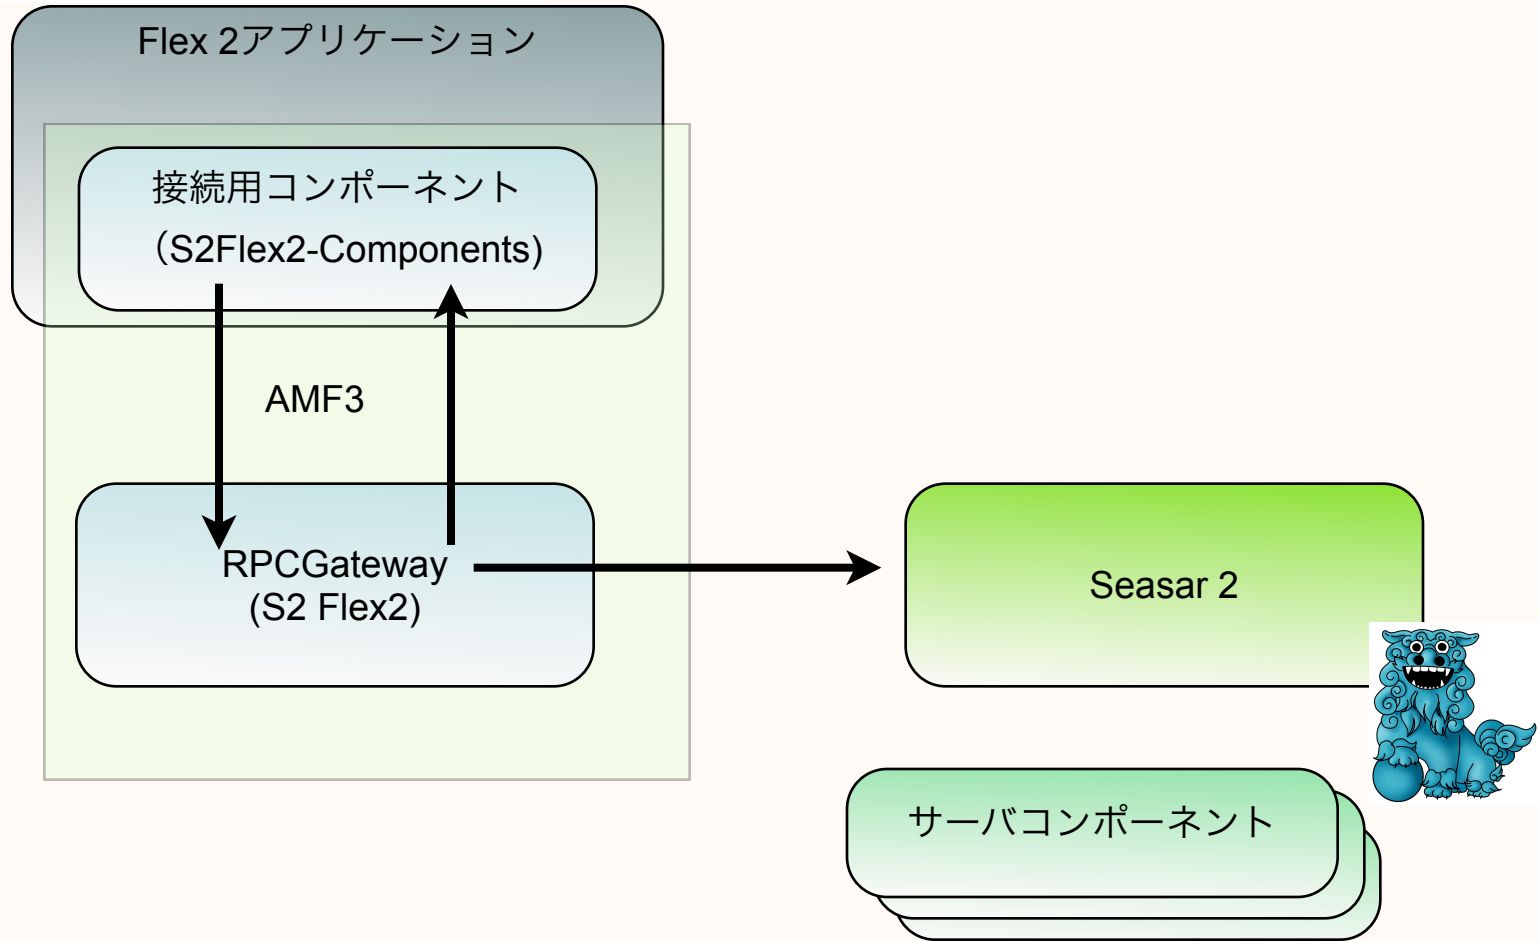 Flex 2アプリケーション
接続用コンポーネント
（S2Flex2-Components)
AMF3
RPCGateway
(S2 Flex2)
Seasar 2
サーバコンポーネント